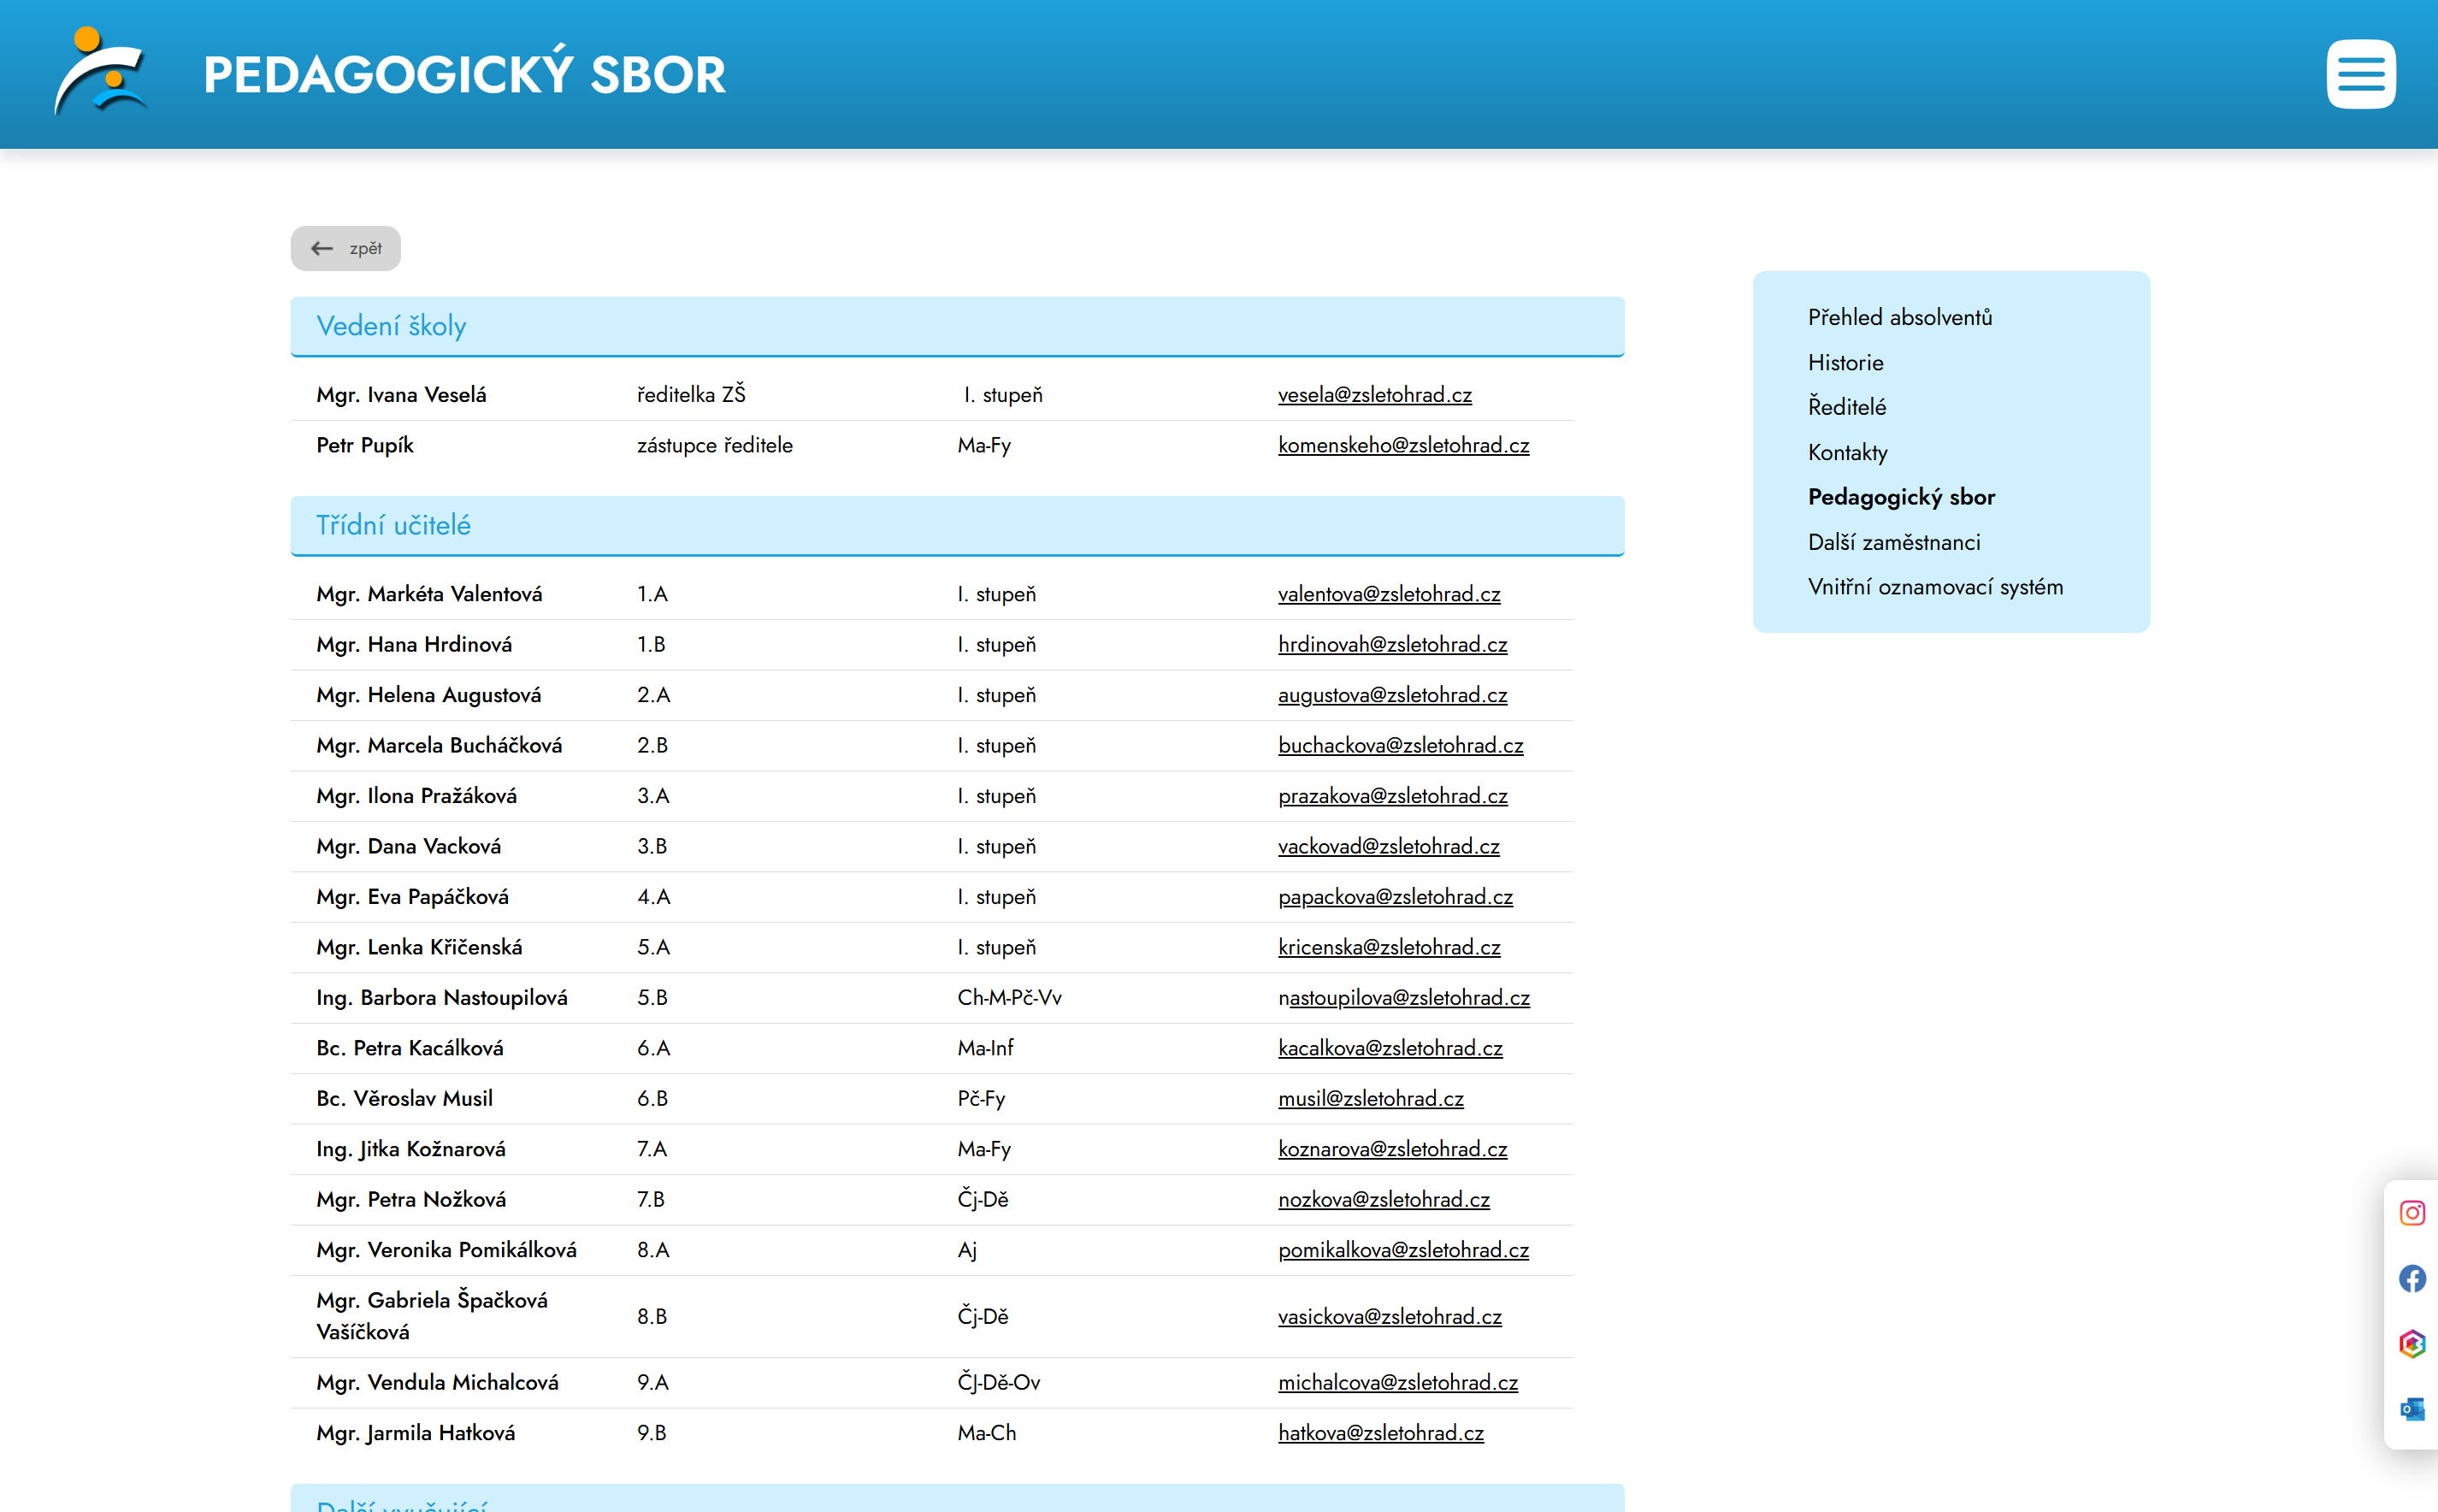 PEDAGOGICKÝ SBOR
zpět
Vedení školy
Mgr. Ivana Veselá ředitelka ZŠ I. stupeň vesela@zsletohrad.cz
Petr Pupík zástupce ředitele Ma-Fy komenskeho@zsletohrad.cz
Třídní učitelé
Mgr. Markéta Valentová 1.A I. stupeň valentova@zsletohrad.cz
Mgr. Hana Hrdinová 1.B I. stupeň hrdinovah@zsletohrad.cz
Mgr. Helena Augustová 2.A I. stupeň augustova@zsletohrad.cz
Mgr. Marcela Bucháčková 2.B I. stupeň buchackova@zsletohrad.cz
Mgr. Ilona Pražáková 3.A I. stupeň prazakova@zsletohrad.cz
Mgr. Dana Vacková 3.B I. stupeň vackovad@zsletohrad.cz
Mgr. Eva Papáčková 4.A I. stupeň papackova@zsletohrad.cz
Mgr. Lenka Křičenská 5.A I. stupeň kricenska@zsletohrad.cz
Ing. Barbora Nastoupilová 5.B Ch-M-Pč-Vv nastoupilova@zsletohrad.cz
Bc. Petra Kacálková 6.A Ma-Inf kacalkova@zsletohrad.cz
Bc. Věroslav Musil 6.B Pč-Fy musil@zsletohrad.cz
Ing. Jitka Kožnarová 7.A Ma-Fy koznarova@zsletohrad.cz
Mgr. Petra Nožková 7.B Čj-Dě nozkova@zsletohrad.cz
Mgr. Veronika Pomikálková 8.A Aj pomikalkova@zsletohrad.cz
Mgr. Gabriela Špačková
Vašíčková 8.B Čj-Dě vasickova@zsletohrad.cz
Mgr. Vendula Michalcová 9.A ČJ-Dě-Ov michalcova@zsletohrad.cz
Mgr. Jarmila Hatková 9.B Ma-Ch hatkova@zsletohrad.cz
Další vyučující
Přehled absolventů
Historie
Ředitelé
Kontakty
Pedagogický sbor
Další zaměstnanci
Vnitřní oznamovací systém